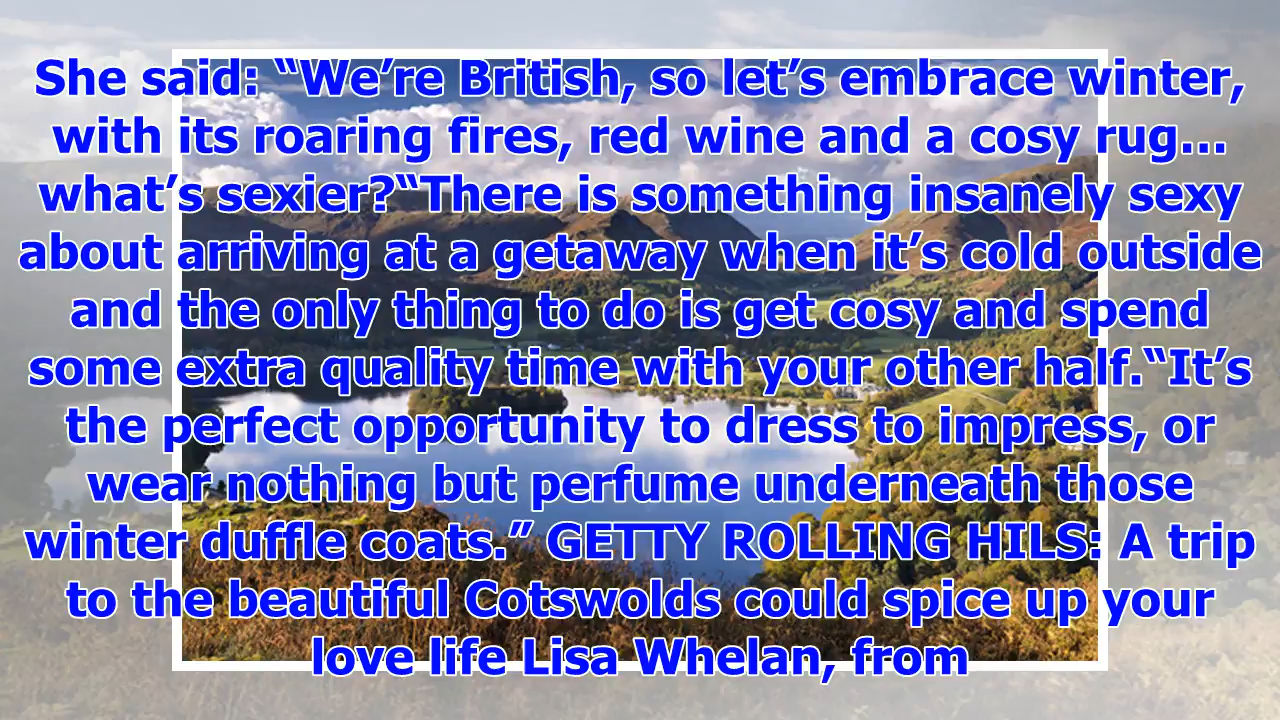 She said: “We’re British, so let’s embrace winter,
with its roaring fires, red wine and a cosy rug…
what’s sexier?“There is something insanely sexy
about arriving at a getaway when it’s cold outside
and the only thing to do is get cosy and spend
some extra quality time with your other half.“It’s
the perfect opportunity to dress to impress, or
wear nothing but perfume underneath those
winter duffle coats.” GETTY ROLLING HILS: A trip
to the beautiful Cotswolds could spice up your
love life Lisa Whelan, from